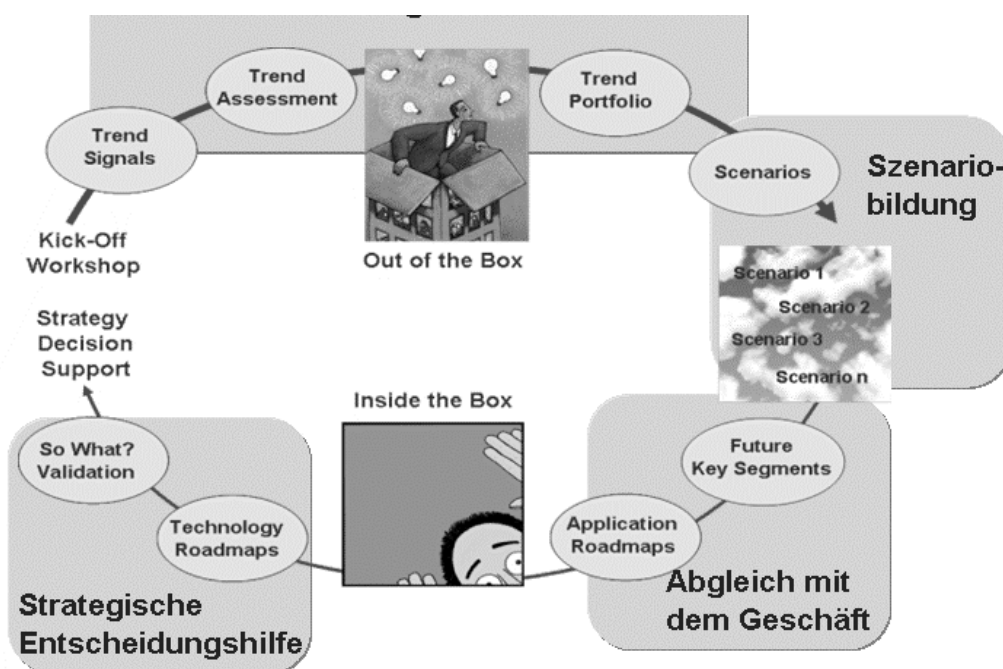 Trend
Assessment
Trend
Portfolio
Trend
Signals
Scenarios
Szenario-
bildung
Kick-Off
Workshop
Out of the Box
Scenario 1
Scenario 2
Scenario 3
Scenario n
Strategy
Decision
Support
Inside the Box
So What?
Validation
Future
Key Segments
Technology
Roadmaps
Application
Roadmaps
Strategische
Entscheidungshilfe
Abgleich mit
dem Geschäft